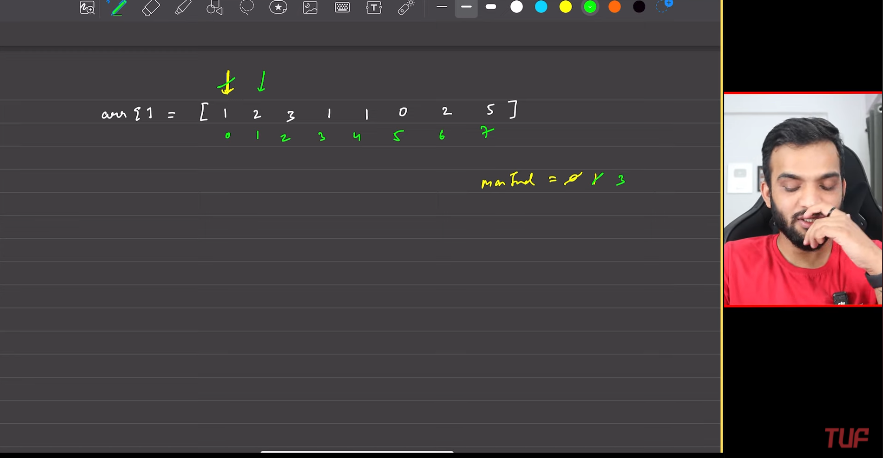 arr[] = [ 1 2 3 1 1 0 2 5 ]
0 1 2 3 4 5 6 7
maxInd = 0 1 3
TUF